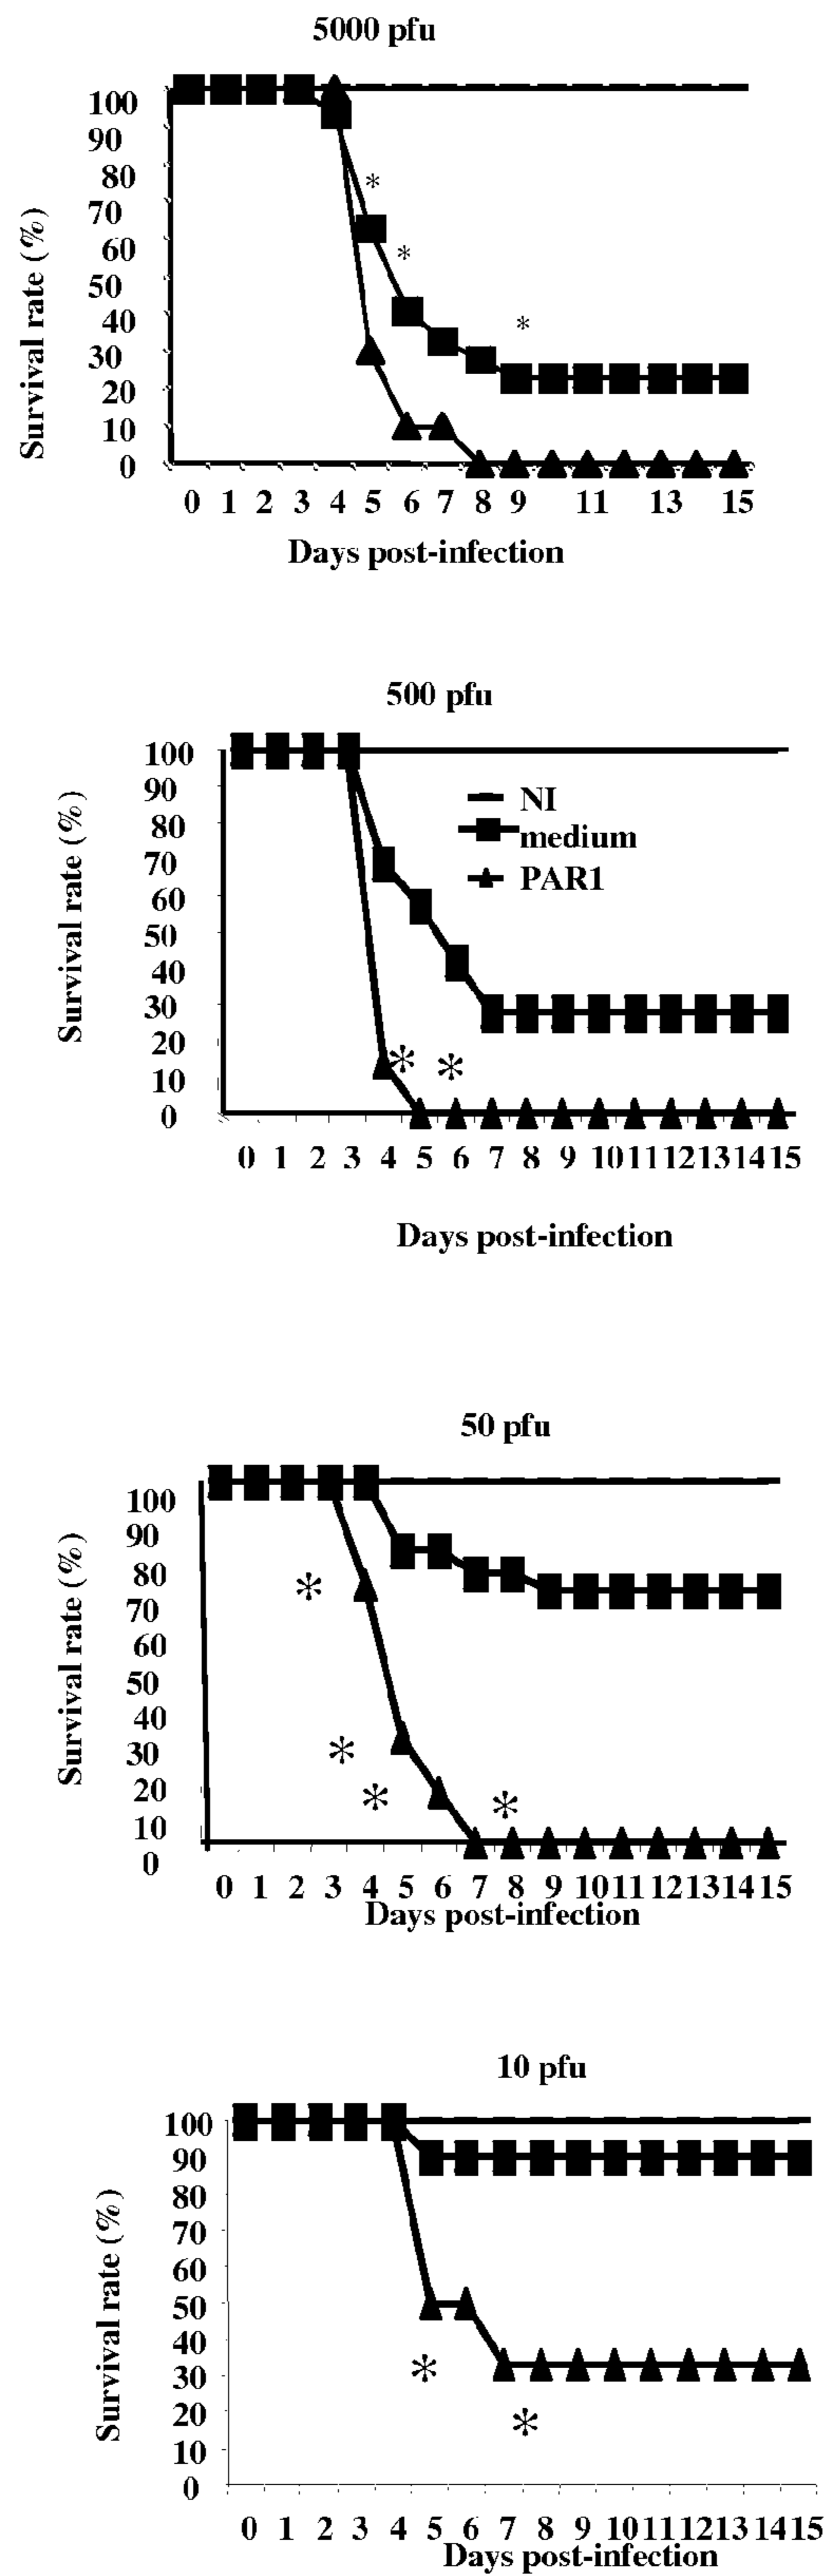 5000 pfu
100
90
80
70
60
50
40
30
20
10
0
Survival rate (%)
*
*
*
0 1 2 3 4 5 6 7 8 9 11 13 15
Days post-infection
500 pfu
100
90
80
70
60
50
40
30
20
10
0
Survival rate (%)
NI
medium
PAR1
* *
0 1 2 3 4 5 6 7 8 9 10 11 12 13 14 15
Days post-infection
50 pfu
100
90
80
70
60
50
40
30
20
10
0
Survival rate (%)
*
*
*
*
0 1 2 3 4 5 6 7 8 9 10 11 12 13 14 15
Days post-infection
10 pfu
100
90
80
70
60
50
40
30
20
10
0
Survival rate (%)
*
*
0 1 2 3 4 5 6 7 8 9 10 11 12 13 14 15
Days post-infection